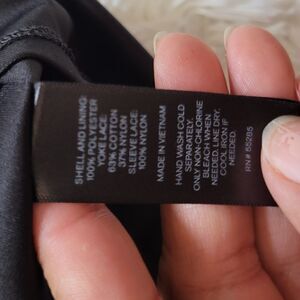 SHELL AND LINING:
100% POLYESTER
YOKE LACE:
63% COTTON
37% NYLON
SLEEVE LACE:
100% NYLON
MADE IN VIETNAM
HAND WASH COLD
SEPARATELY.
ONLY NON-CHLORINE
BLEACH WHEN
NEEDED. LINE DRY.
COOL IRON IF
NEEDED.
RN# 55285